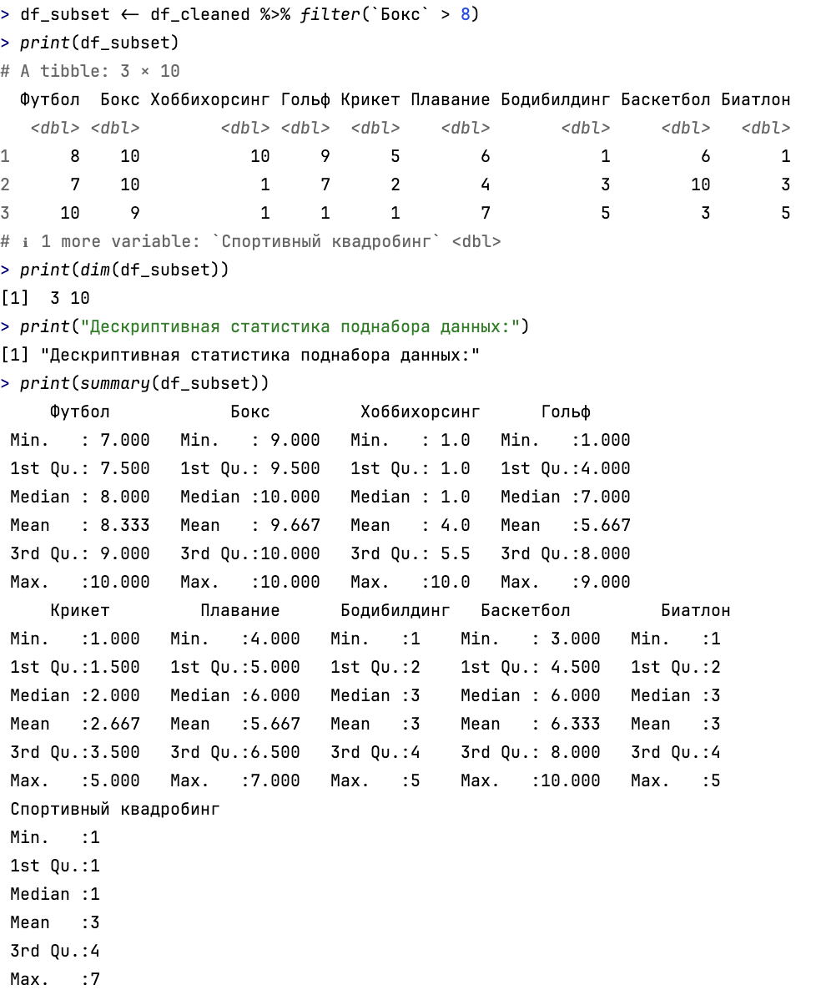 > df_subset <- df_cleaned %>% filter(`Бокс` > 8)
> print(df_subset)
# A tibble: 3 × 10
  Футбол  Бокс Хоббихорсинг Гольф Крикет Плавание Бодибилдинг Баскетбол Биатлон
   <dbl> <dbl>        <dbl> <dbl>  <dbl>    <dbl>       <dbl>     <dbl>   <dbl>
1      8    10           10     9      5        6           1         6       1
2      7    10            1     7      2        4           3        10       3
3     10     9            1     1      1        7           5         3       5
# ℹ 1 more variable: `Спортивный квадробинг` <dbl>
> print(dim(df_subset))
[1]  3 10
> print("Дескриптивная статистика поднабора данных:")
[1] "Дескриптивная статистика поднабора данных:"
> print(summary(df_subset))
     Футбол            Бокс         Хоббихорсинг      Гольф
 Min.   : 7.000   Min.   : 9.000   Min.   : 1.0   Min.   :1.000
 1st Qu.: 7.500   1st Qu.: 9.500   1st Qu.: 1.0   1st Qu.:4.000
 Median : 8.000   Median :10.000   Median : 1.0   Median :7.000
 Mean   : 8.333   Mean   : 9.667   Mean   : 4.0   Mean   :5.667
 3rd Qu.: 9.000   3rd Qu.:10.000   3rd Qu.: 5.5   3rd Qu.:8.000
 Max.   :10.000   Max.   :10.000   Max.   :10.0   Max.   :9.000
     Крикет         Плавание      Бодибилдинг   Баскетбол         Биатлон
 Min.   :1.000   Min.   :4.000   Min.   :1    Min.   : 3.000   Min.   :1
 1st Qu.:1.500   1st Qu.:5.000   1st Qu.:2    1st Qu.: 4.500   1st Qu.:2
 Median :2.000   Median :6.000   Median :3    Median : 6.000   Median :3
 Mean   :2.667   Mean   :5.667   Mean   :3    Mean   : 6.333   Mean   :3
 3rd Qu.:3.500   3rd Qu.:6.500   3rd Qu.:4    3rd Qu.: 8.000   3rd Qu.:4
 Max.   :5.000   Max.   :7.000   Max.   :5    Max.   :10.000   Max.   :5
 Спортивный квадробинг
 Min.   :1
 1st Qu.:1
 Median :1
 Mean   :3
 3rd Qu.:4
 Max.   :7